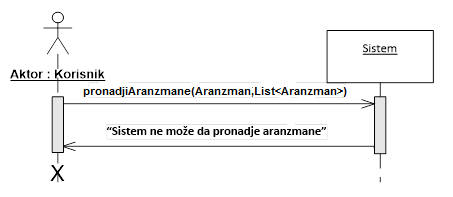 Sistem
Aktor : Korisnik
pronadjiAranzmane(Aranzman,List<Aranzman>)
“Sistem ne može da pronadje aranzmane”
X